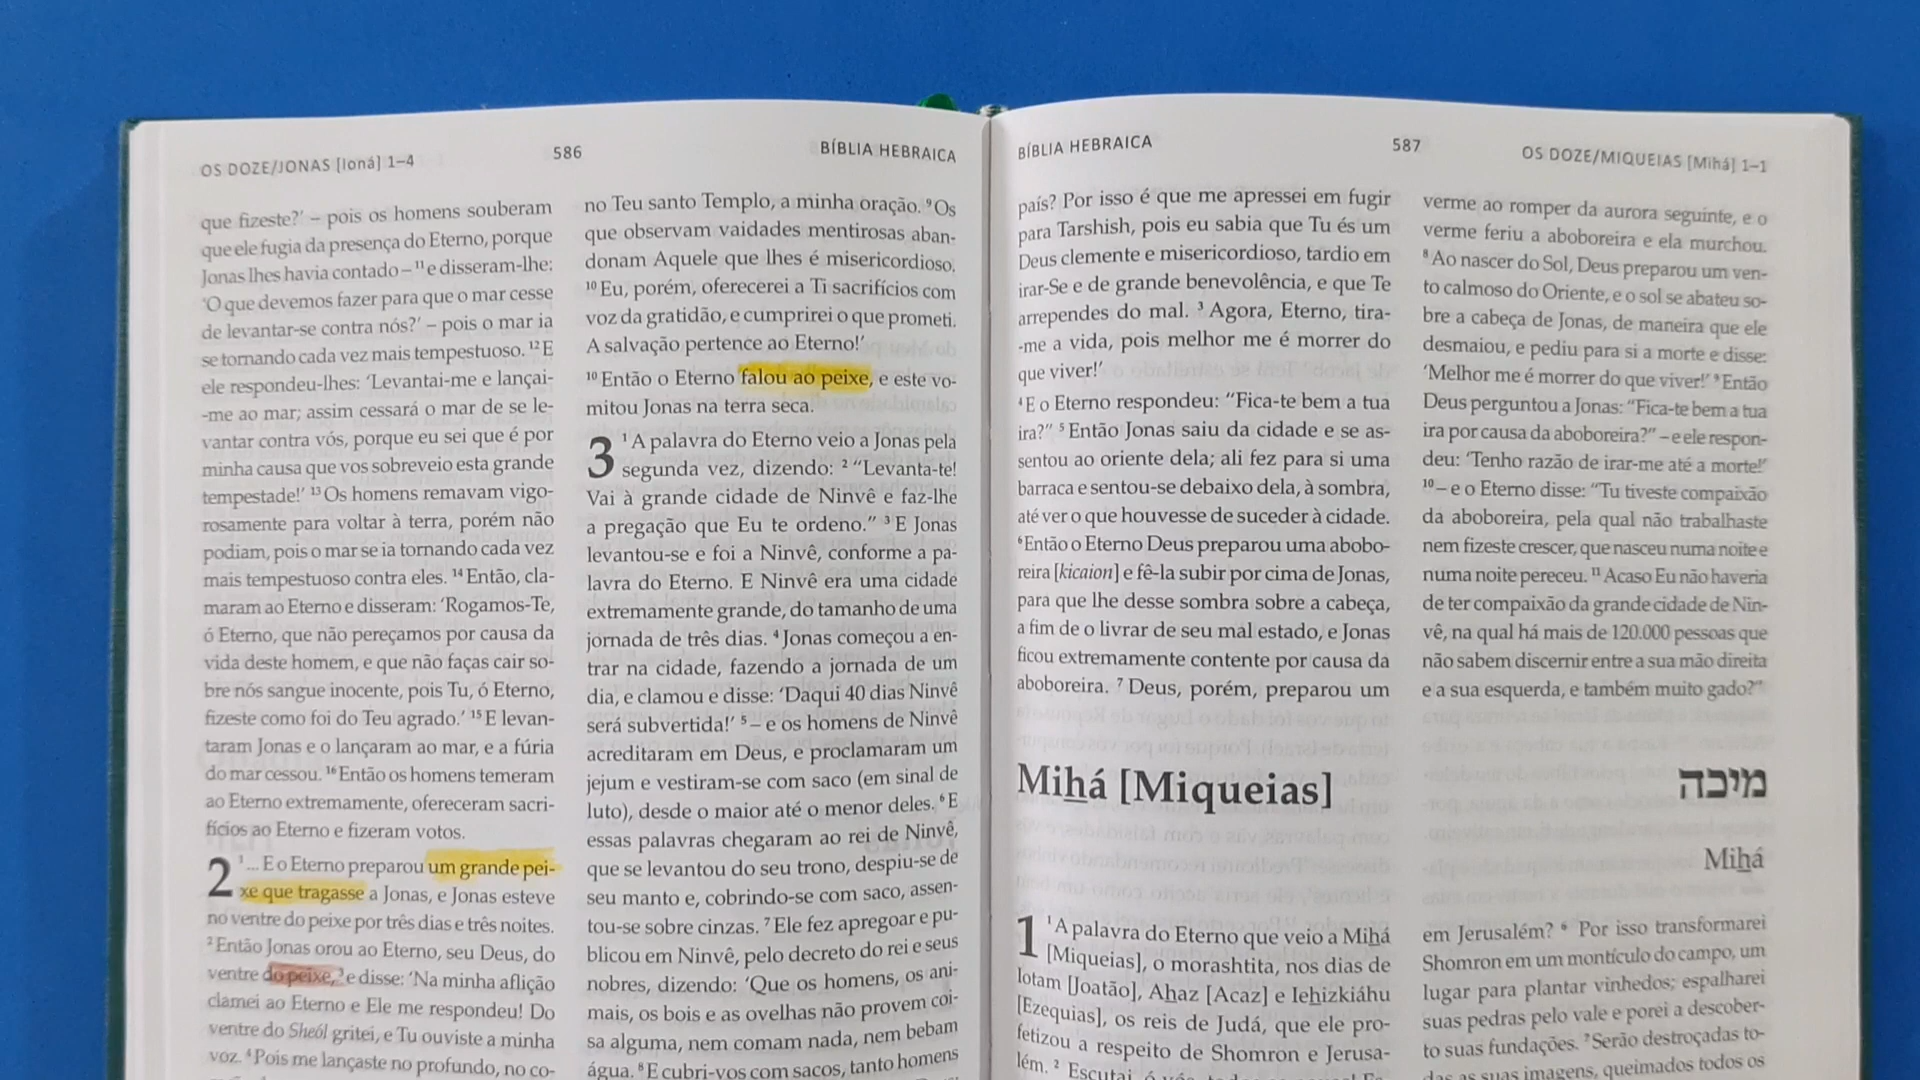 OS DOZE/JONAS [Ioná] 1–4
586
BÍBLIA HEBRAICA
que fizeste?’ – pois os homens souberam
que ele fugia da presença do Eterno, porque
Jonas lhes havia contado – ¹¹ e disseram-lhe:
‘O que devemos fazer para que o mar cesse
de levantar-se contra nós?’ – pois o mar ia
se tornando cada vez mais tempestuoso. ¹² E
ele respondeu-lhes: ‘Levantai-me e lançai-
-me ao mar; assim cessará o mar de se le-
vantar contra vós, porque eu sei que é por
minha causa que vos sobreveio esta grande
tempestade!’ ¹³ Os homens remavam vigo-
rosamente para voltar à terra, porém não
podiam, pois o mar se ia tornando cada vez
mais tempestuoso contra eles. ¹⁴ Então, cla-
maram ao Eterno e disseram: ‘Rogamos-Te,
ó Eterno, que não pereçamos por causa da
vida deste homem, e que não faças cair so-
bre nós sangue inocente, pois Tu, ó Eterno,
fizeste como foi do Teu agrado.’ ¹⁵ E levan-
taram Jonas e o lançaram ao mar, e a fúria
do mar cessou. ¹⁶ Então os homens temeram
ao Eterno extremamente, ofereceram sacri-
fícios ao Eterno e fizeram votos.
2 ¹ ... E o Eterno preparou um grande pei-
xe que tragasse a Jonas, e Jonas esteve
no ventre do peixe por três dias e três noites.
² Então Jonas orou ao Eterno, seu Deus, do
ventre do peixe, ³ e disse: ‘Na minha aflição
clamei ao Eterno e Ele me respondeu! Do
ventre do Sheól gritei, e Tu ouviste a minha
voz. ⁴ Pois me lançaste no profundo, no co-
no Teu santo Templo, a minha oração. ⁹ Os
que observam vaidades mentirosas aban-
donam Aquele que lhes é misericordioso.
¹⁰ Eu, porém, oferecerei a Ti sacrifícios com
voz da gratidão, e cumprirei o que prometi.
A salvação pertence ao Eterno!’
¹⁰ Então o Eterno falou ao peixe, e este vo-
mitou Jonas na terra seca.
3 ¹ A palavra do Eterno veio a Jonas pela
segunda vez, dizendo: ² “Levanta-te!
Vai à grande cidade de Ninvê e faz-lhe
a pregação que Eu te ordeno.” ³ E Jonas
levantou-se e foi a Ninvê, conforme a pa-
lavra do Eterno. E Ninvê era uma cidade
extremamente grande, do tamanho de uma
jornada de três dias. ⁴ Jonas começou a en-
trar na cidade, fazendo a jornada de um
dia, e clamou e disse: ‘Daqui 40 dias Ninvê
será subvertida!’ ⁵ – e os homens de Ninvê
acreditaram em Deus, e proclamaram um
jejum e vestiram-se com saco (em sinal de
luto), desde o maior até o menor deles. ⁶ E
essas palavras chegaram ao rei de Ninvê,
que se levantou do seu trono, despiu-se de
seu manto e, cobrindo-se com saco, assen-
tou-se sobre cinzas. ⁷ Ele fez apregoar e pu-
blicou em Ninvê, pelo decreto do rei e seus
nobres, dizendo: ‘Que os homens, os ani-
mais, os bois e as ovelhas não provem coi-
sa alguma, nem comam nada, nem bebam
água. ⁸ E cubri-vos com sacos, tanto homens
BÍBLIA HEBRAICA
587
OS DOZE/MIQUEIAS [Mihá] 1–1
país? Por isso é que me apressei em fugir
para Tarshish, pois eu sabia que Tu és um
Deus clemente e misericordioso, tardio em
irar-Se e de grande benevolência, e que Te
arrependes do mal. ³ Agora, Eterno, tira-
-me a vida, pois melhor me é morrer do
que viver!’
⁴ E o Eterno respondeu: “Fica-te bem a tua
ira?” ⁵ Então Jonas saiu da cidade e se as-
sentou ao oriente dela; ali fez para si uma
barraca e sentou-se debaixo dela, à sombra,
até ver o que houvesse de suceder à cidade.
⁶ Então o Eterno Deus preparou uma abobo-
reira [kicaion] e fê-la subir por cima de Jonas,
para que lhe desse sombra sobre a cabeça,
a fim de o livrar de seu mal estado, e Jonas
ficou extremamente contente por causa da
aboboreira. ⁷ Deus, porém, preparou um
verme ao romper da aurora seguinte, e o
verme feriu a aboboreira e ela murchou.
⁸ Ao nascer do Sol, Deus preparou um ven-
to calmoso do Oriente, e o sol se abateu so-
bre a cabeça de Jonas, de maneira que ele
desmaiou, e pediu para si a morte e disse:
‘Melhor me é morrer do que viver!’ ⁹ Então
Deus perguntou a Jonas: “Fica-te bem a tua
ira por causa da aboboreira?” – e ele respon-
deu: ‘Tenho razão de irar-me até a morte!’
¹⁰ – e o Eterno disse: “Tu tiveste compaixão
da aboboreira, pela qual não trabalhaste
nem fizeste crescer, que nasceu numa noite e
numa noite pereceu. ¹¹ Acaso Eu não haveria
de ter compaixão da grande cidade de Nin-
vê, na qual há mais de 120.000 pessoas que
não sabem discernir entre a sua mão direita
e a sua esquerda, e também muito gado?”
Mihá [Miqueias]
מיכה
Mihá
1 ¹ A palavra do Eterno que veio a Mihá
[Miqueias], o morashtita, nos dias de
Iotam [Joatão], Ahaz [Acaz] e Iehizkiáhu
[Ezequias], os reis de Judá, que ele pro-
fetizou a respeito de Shomron e Jerusa-
lém. ² Escutai, ó
em Jerusalém? ⁶ Por isso transformarei
Shomron em um montículo do campo, um
lugar para plantar vinhedos; espalharei
suas pedras pelo vale e porei a descober-
to suas fundações. ⁷ Serão destroçadas to-
das as suas imagens, queimados todos os